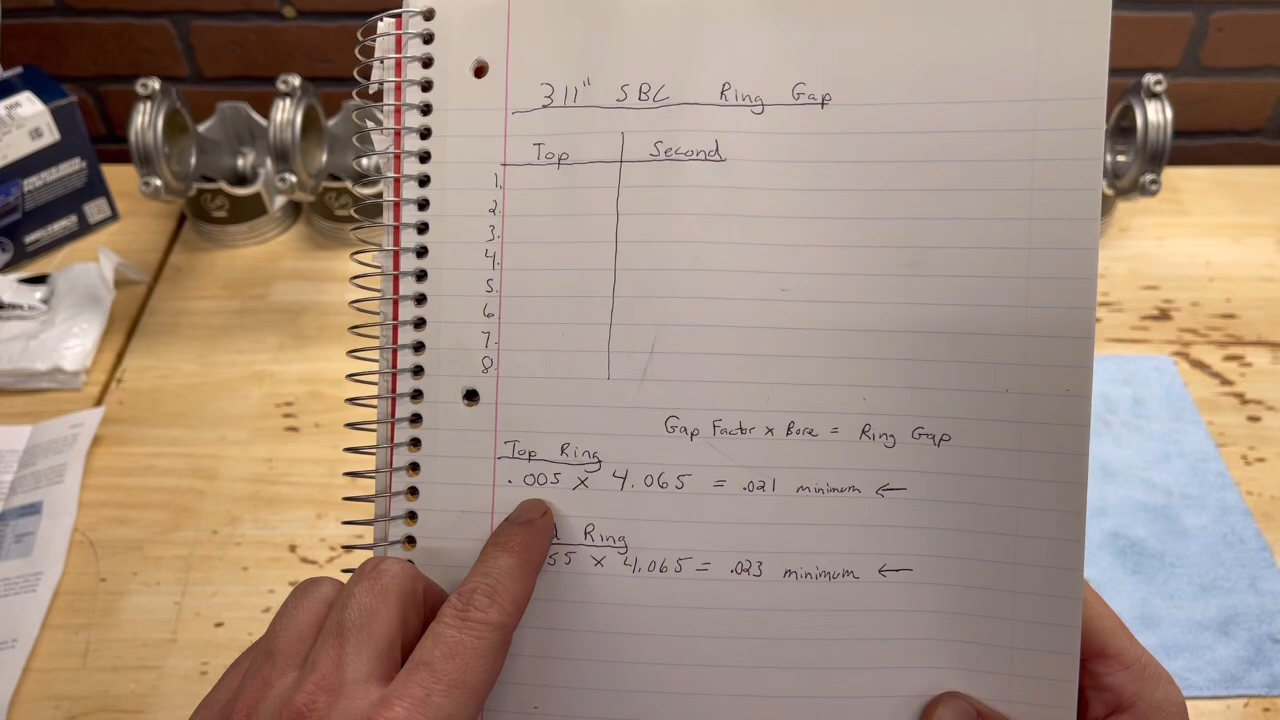 311" SBC Ring Gap
Top Second
1.
2.
3.
4.
5.
6.
7.
8.
Gap Factor x Bore = Ring Gap
Top Ring
.005 x 4.065 = .021 minimum ←
Ring
55 x 4.065 = .023 minimum ←